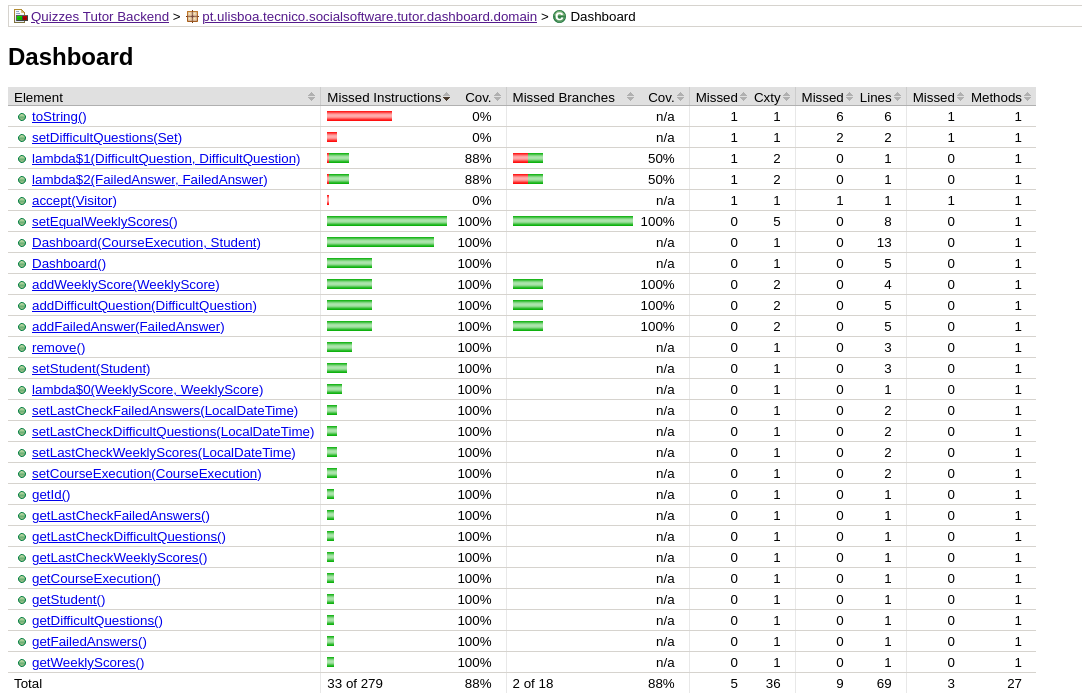 Quizzes Tutor Backend > pt.ulisboa.tecnico.socialsoftware.tutor.dashboard.domain > Dashboard
Dashboard
Element Missed Instructions Cov. Missed Branches Cov. Missed Cxty Missed Lines Missed Methods
toString() 0% n/a 1 1 6 6 1 1
setDifficultQuestions(Set) 0% n/a 1 1 2 2 1 1
lambda$1(DifficultQuestion, DifficultQuestion) 88% 50% 1 2 0 1 0 1
lambda$2(FailedAnswer, FailedAnswer) 88% 50% 1 2 0 1 0 1
accept(Visitor) 0% n/a 1 1 1 1 1 1
setEqualWeeklyScores() 100% 100% 0 5 0 8 0 1
Dashboard(CourseExecution, Student) 100% n/a 0 1 0 13 0 1
Dashboard() 100% n/a 0 1 0 5 0 1
addWeeklyScore(WeeklyScore) 100% 100% 0 2 0 4 0 1
addDifficultQuestion(DifficultQuestion) 100% 100% 0 2 0 5 0 1
addFailedAnswer(FailedAnswer) 100% 100% 0 2 0 5 0 1
remove() 100% n/a 0 1 0 3 0 1
setStudent(Student) 100% n/a 0 1 0 3 0 1
lambda$0(WeeklyScore, WeeklyScore) 100% n/a 0 1 0 1 0 1
setLastCheckFailedAnswers(LocalDateTime) 100% n/a 0 1 0 2 0 1
setLastCheckDifficultQuestions(LocalDateTime) 100% n/a 0 1 0 2 0 1
setLastCheckWeeklyScores(LocalDateTime) 100% n/a 0 1 0 2 0 1
setCourseExecution(CourseExecution) 100% n/a 0 1 0 2 0 1
getId() 100% n/a 0 1 0 1 0 1
getLastCheckFailedAnswers() 100% n/a 0 1 0 1 0 1
getLastCheckDifficultQuestions() 100% n/a 0 1 0 1 0 1
getLastCheckWeeklyScores() 100% n/a 0 1 0 1 0 1
getCourseExecution() 100% n/a 0 1 0 1 0 1
getStudent() 100% n/a 0 1 0 1 0 1
getDifficultQuestions() 100% n/a 0 1 0 1 0 1
getFailedAnswers() 100% n/a 0 1 0 1 0 1
getWeeklyScores() 100% n/a 0 1 0 1 0 1
Total 33 of 279 88% 2 of 18 88% 5 36 9 69 3 27